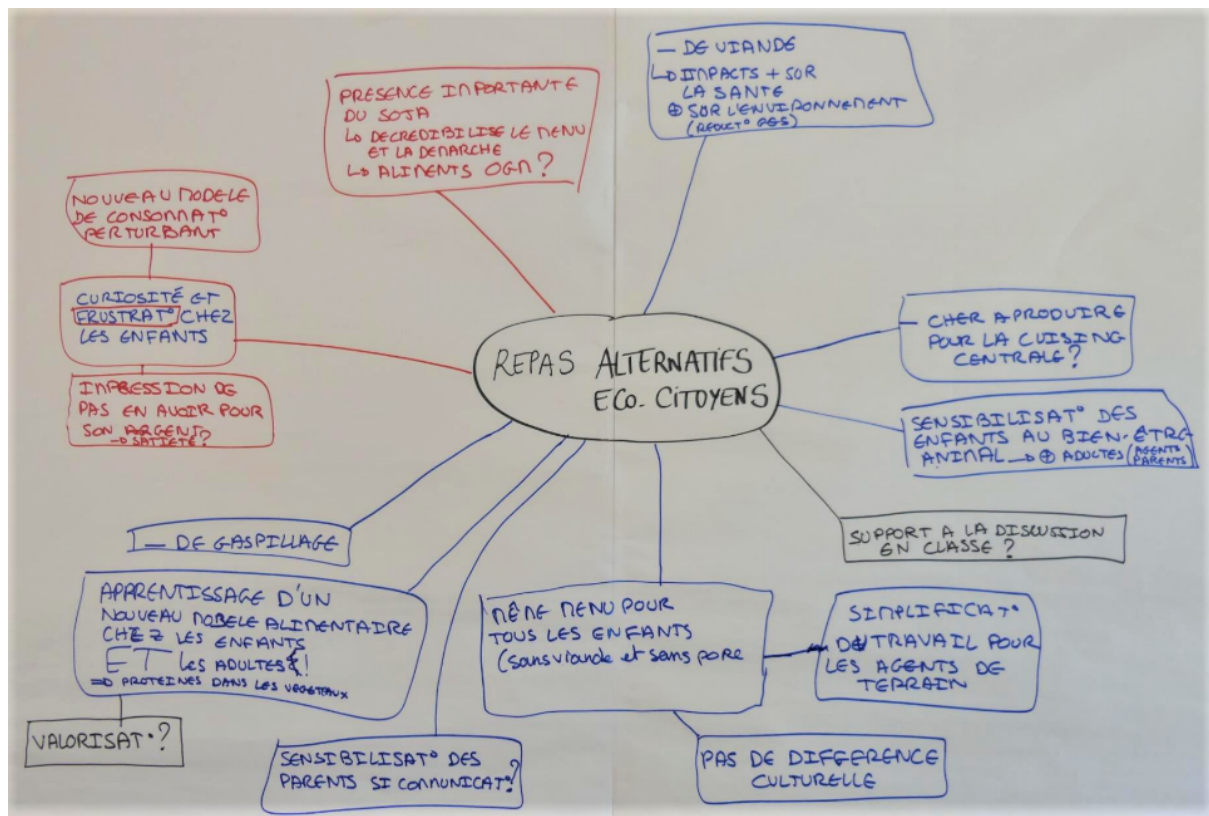 — DE VIANDE
↳ IMPACTS + SUR
LA SANTE
⊕ SUR L'ENVIRONNEMENT
(REDUCT° GES)
PRESENCE IMPORTANTE
DU SOJA
↳ DECREDIBILISE LE MENU
ET LA DEMARCHE
↳ ALIMENTS OGM ?
NOUVEAU MODELE
DE CONSOMMAT°
PERTURBANT
CURIOSITÉ ET
FRUSTRAT° CHEZ
LES ENFANTS
IMPRESSION DE
PAS EN AVOIR POUR
SON ARGENT
→ SATIETE ?
REPAS ALTERNATIFS
ECO-CITOYENS
— CHER A PRODUIRE
POUR LA CUISINE
CENTRALE ?
SENSIBILISAT° DES
ENFANTS AU BIEN-ÊTRE
ANIMAL → ⊕ ADULTES (AGENTS
PARENTS)
SUPPORT A LA DISCUSSION
EN CLASSE ?
— DE GASPILLAGE
APPRENTISSAGE D'UN
NOUVEAU MODELE ALIMENTAIRE
CHEZ LES ENFANTS
ET LES ADULTES !
⇒ PROTEINES DANS LES VEGETAUX
VALORISAT° ?
SENSIBILISAT° DES
PARENTS SI COMMUNICAT° ?
MÊME MENU POUR
TOUS LES ENFANTS
(sans viande et sans porc
SIMPLIFICAT°
DU TRAVAIL POUR
LES AGENTS DE
TERRAIN
PAS DE DIFFERENCE
CULTURELLE